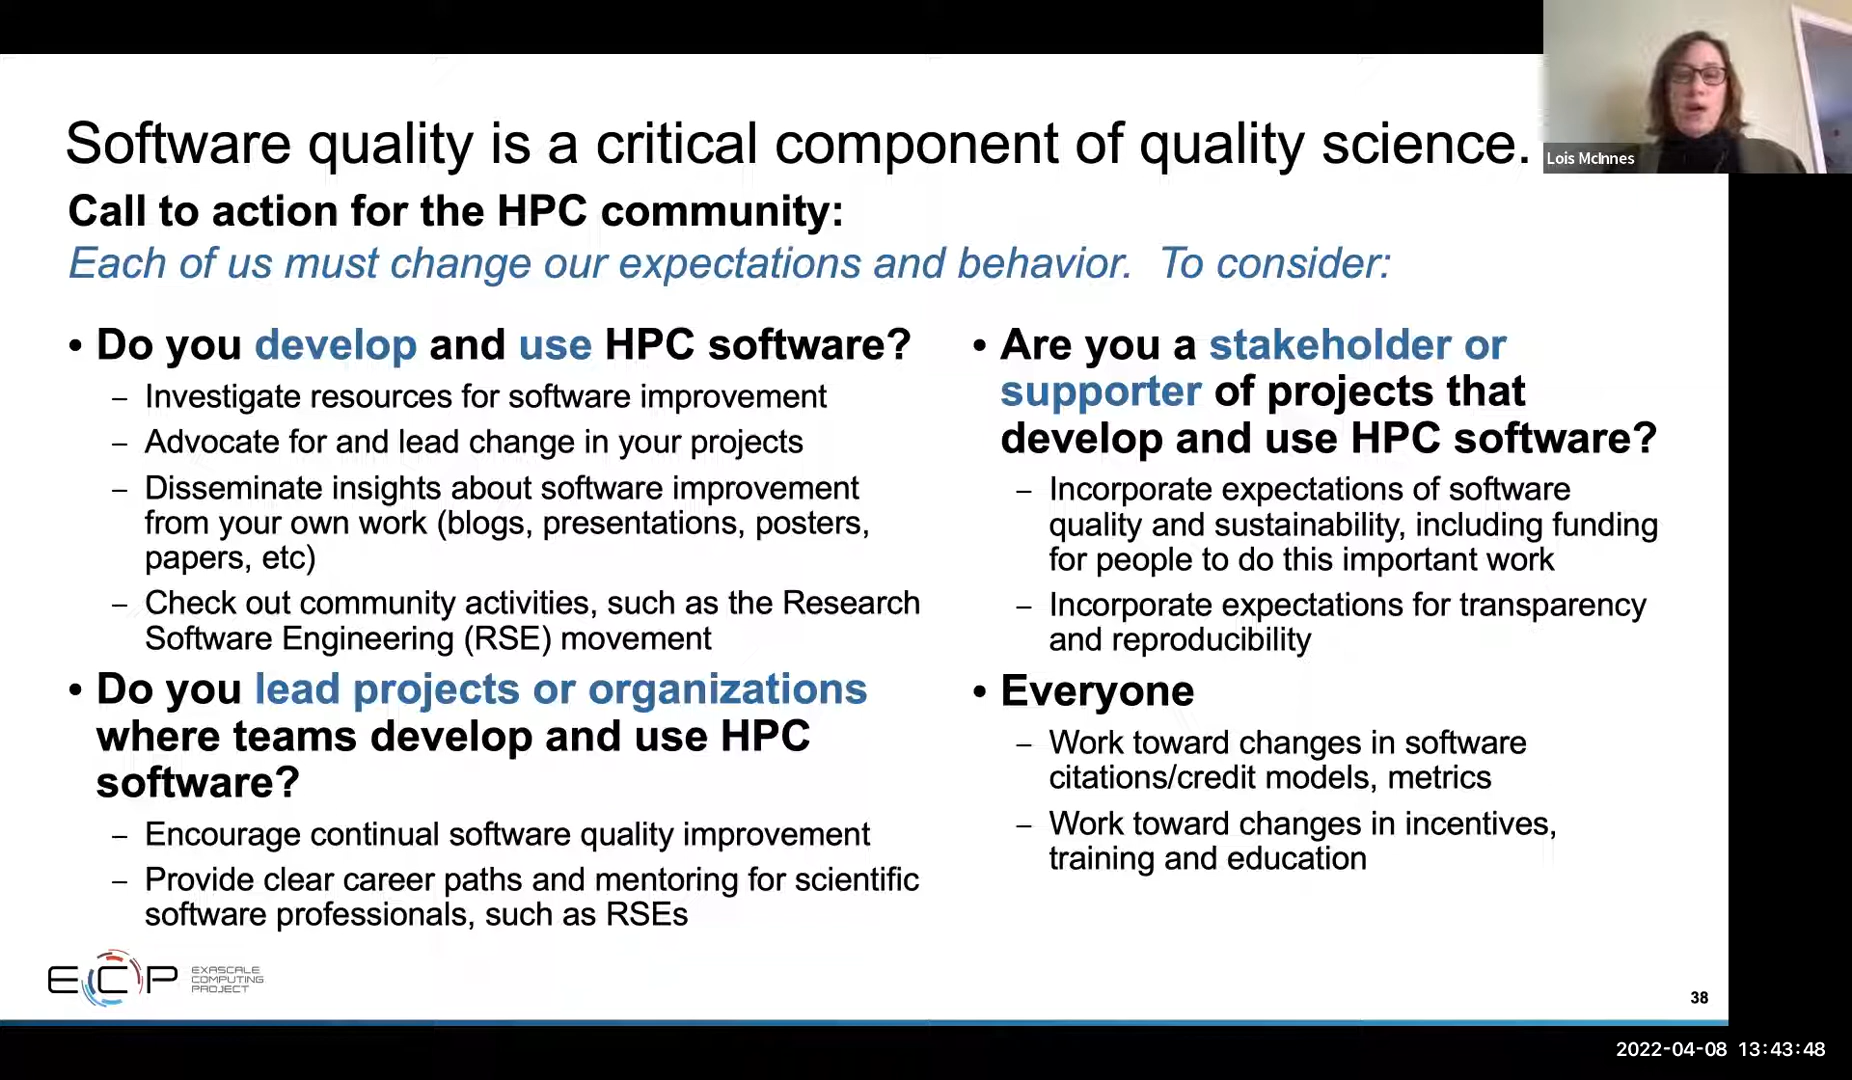 Software quality is a critical component of quality science.
Lois McInnes
Call to action for the HPC community:
Each of us must change our expectations and behavior. To consider:
• Do you develop and use HPC software?
– Investigate resources for software improvement
– Advocate for and lead change in your projects
– Disseminate insights about software improvement
from your own work (blogs, presentations, posters,
papers, etc)
– Check out community activities, such as the Research
Software Engineering (RSE) movement
• Do you lead projects or organizations
where teams develop and use HPC
software?
– Encourage continual software quality improvement
– Provide clear career paths and mentoring for scientific
software professionals, such as RSEs
• Are you a stakeholder or
supporter of projects that
develop and use HPC software?
– Incorporate expectations of software
quality and sustainability, including funding
for people to do this important work
– Incorporate expectations for transparency
and reproducibility
• Everyone
– Work toward changes in software
citations/credit models, metrics
– Work toward changes in incentives,
training and education
ECP
EXASCALE
COMPUTING
PROJECT
38
2022-04-08 13:43:48